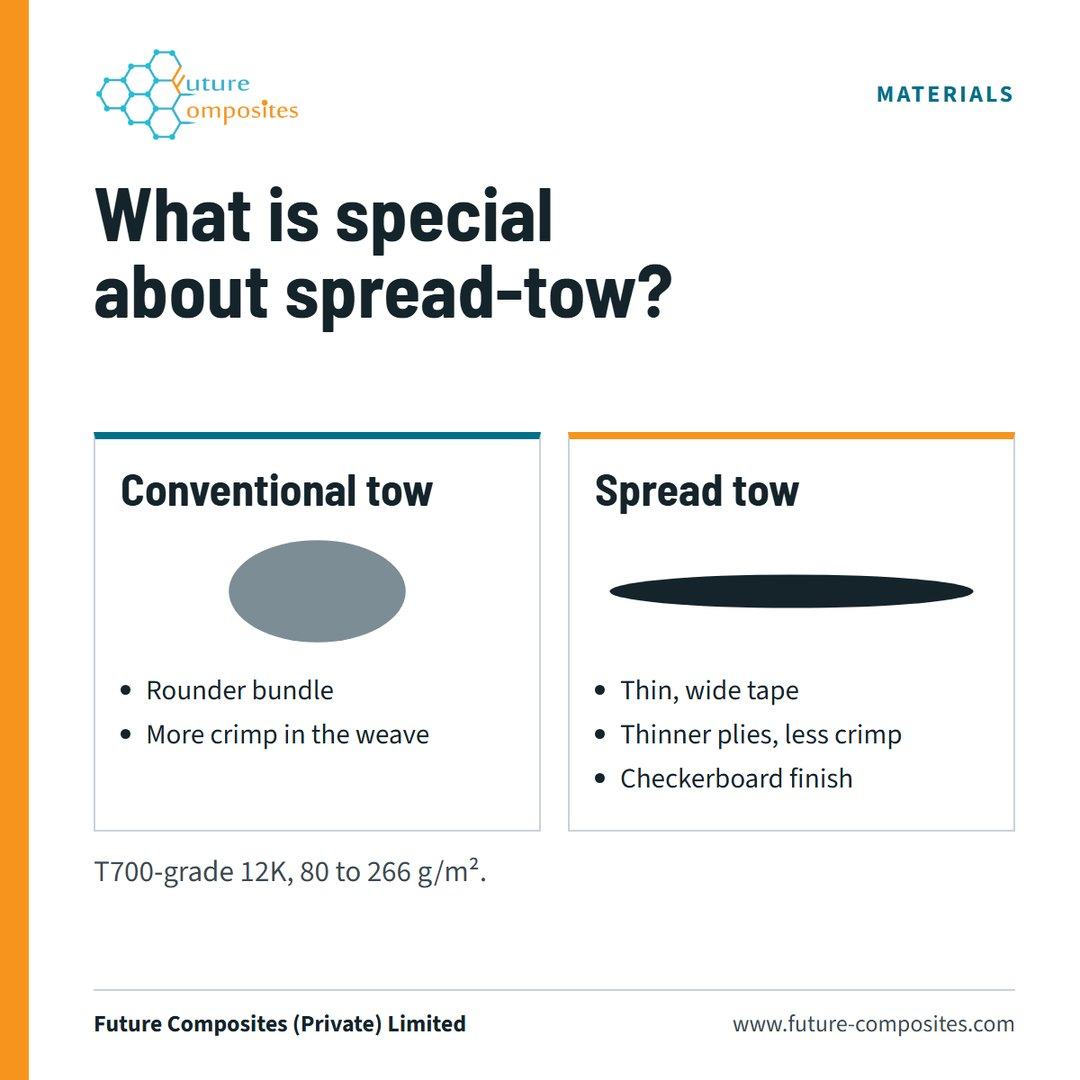 uture
omposites
MATERIALS
What is special
about spread-tow?
Conventional tow
• Rounder bundle
• More crimp in the weave
Spread tow
• Thin, wide tape
• Thinner plies, less crimp
• Checkerboard finish
T700-grade 12K, 80 to 266 g/m².
Future Composites (Private) Limited
www.future-composites.com